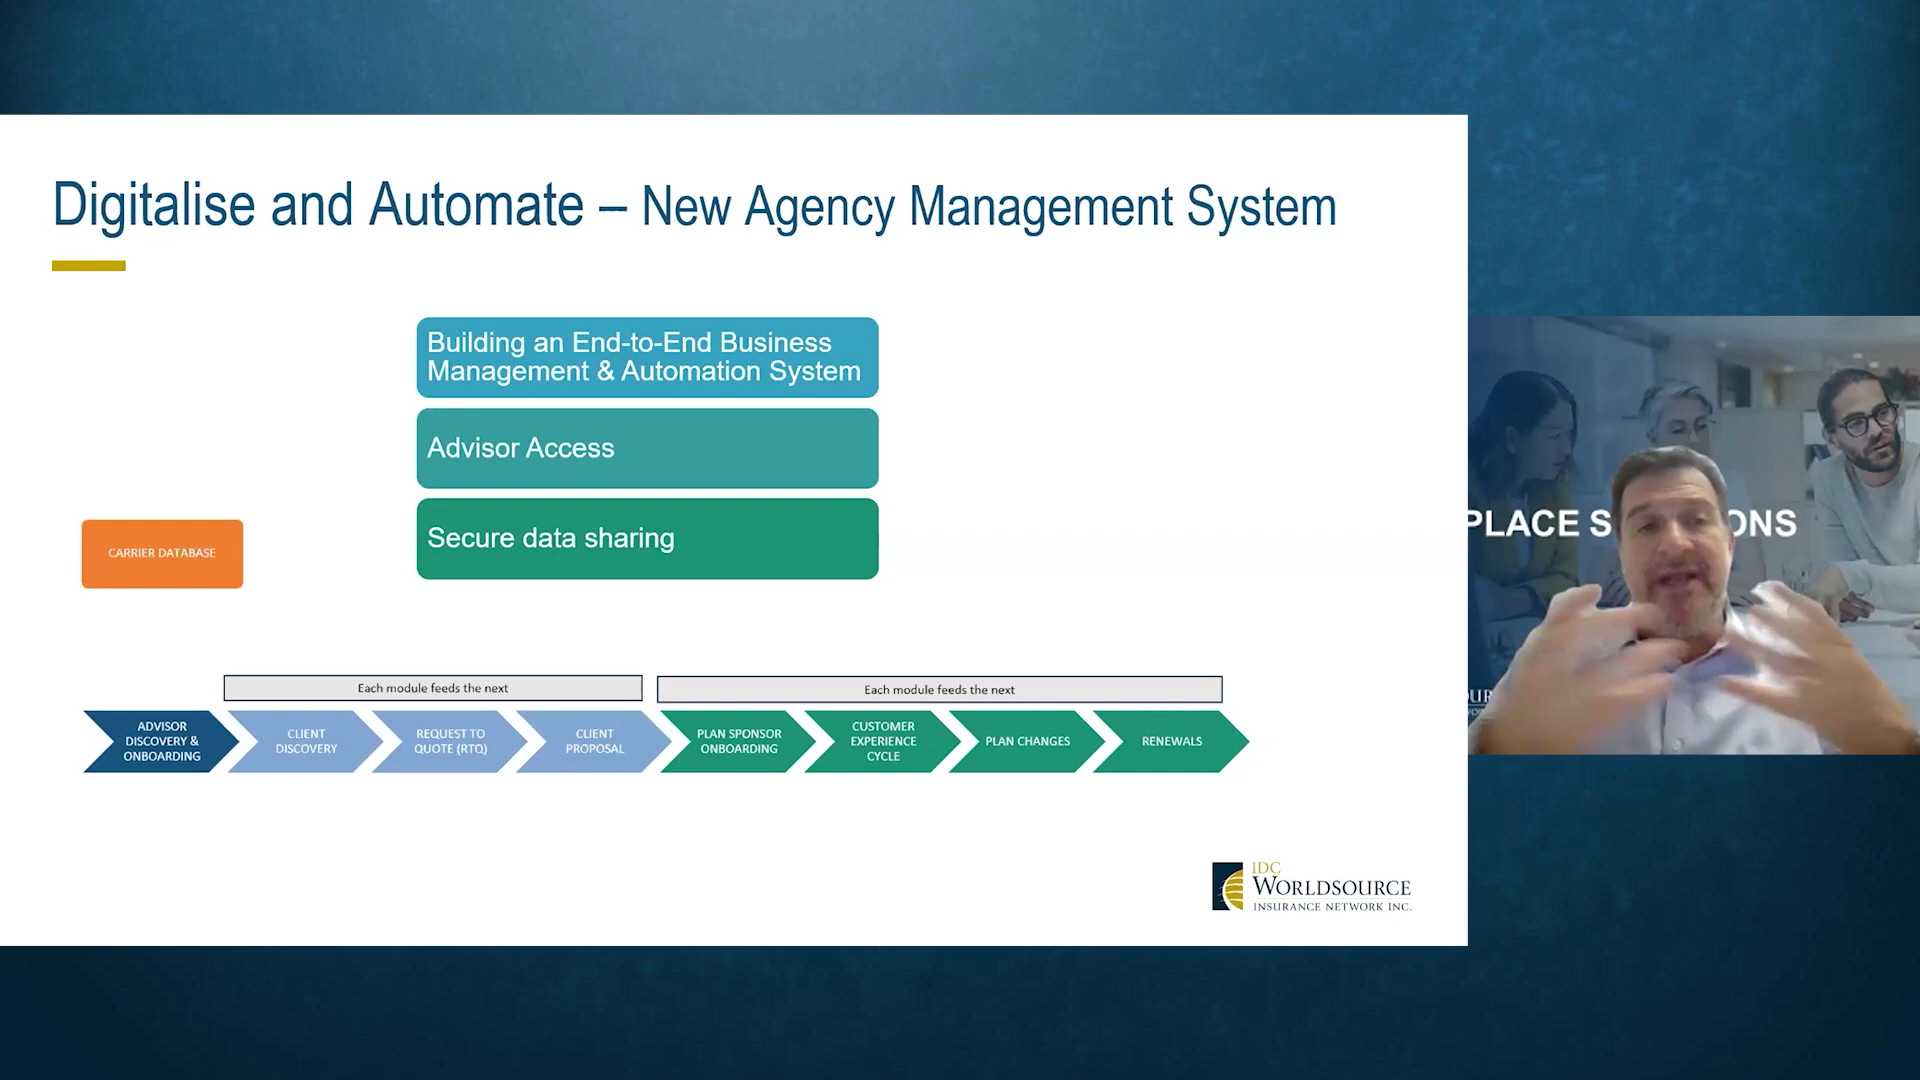 Digitalise and Automate – New Agency Management System
Building an End-to-End Business
Management & Automation System
Advisor Access
Secure data sharing
CARRIER DATABASE
Each module feeds the next
Each module feeds the next
ADVISOR
DISCOVERY &
ONBOARDING
CLIENT
DISCOVERY
REQUEST TO
QUOTE (RTQ)
CLIENT
PROPOSAL
PLAN SPONSOR
ONBOARDING
CUSTOMER
EXPERIENCE
CYCLE
PLAN CHANGES
RENEWALS
IDC
WORLDSOURCE
INSURANCE NETWORK INC.
PLACE